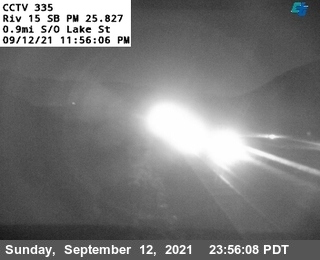 CCTV 335
Riv 15 SB PM 25.827
0.9mi S/O Lake St
09/12/21 11:56:06 PM
Sunday, September 12, 2021 23:56:08 PDT